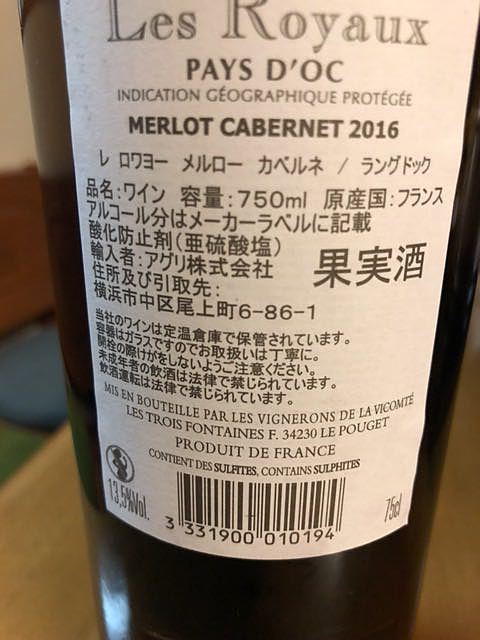 Les Royaux
PAYS D'OC
INDICATION GÉOGRAPHIQUE PROTÉGÉE
MERLOT CABERNET 2016
レ ロワヨー メルロー カベルネ / ラングドック
品名:ワイン 容量:750ml 原産国:フランス
アルコール分はメーカーラベルに記載
酸化防止剤(亜硫酸塩)
輸入者:アグリ株式会社 果実酒
住所及び引取先:
横浜市中区尾上町6-86-1
当社のワインは定温倉庫で保管されています。
容器はガラスですのでお取扱いは丁寧に。
開栓の際けがをしないようご注意ください。
未成年者の飲酒は法律で禁じられています。
飲酒運転は法律で禁じられています。
MIS EN BOUTEILLE PAR LES VIGNERONS DE LA VICOMTÉ
LES TROIS FONTAINES F. 34230 LE POUGET
PRODUIT DE FRANCE
CONTIENT DES SULFITES, CONTAINS SULPHITES
13,5%Vol.
75cl
3 331900 010194